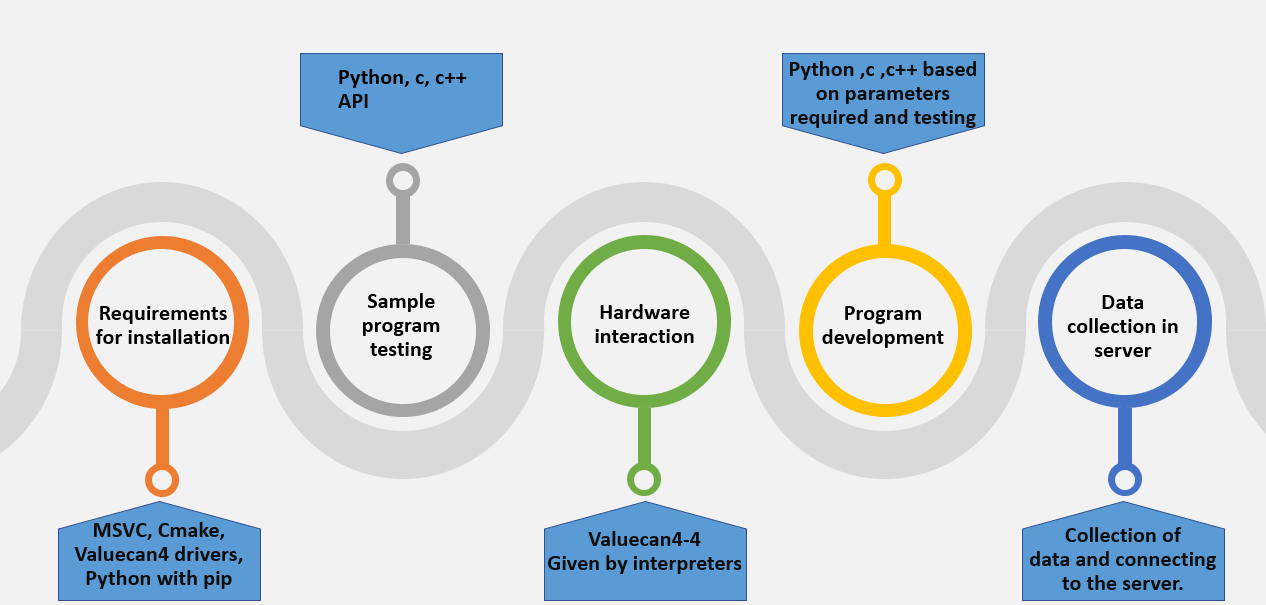 Python, c, c++
API
Python ,c ,c++ based
on parameters
required and testing
Requirements
for installation
Sample
program
testing
Hardware
interaction
Program
development
Data
collection in
server
MSVC, Cmake,
Valuecan4 drivers,
Python with pip
Valuecan4-4
Given by interpreters
Collection of
data and connecting
to the server.